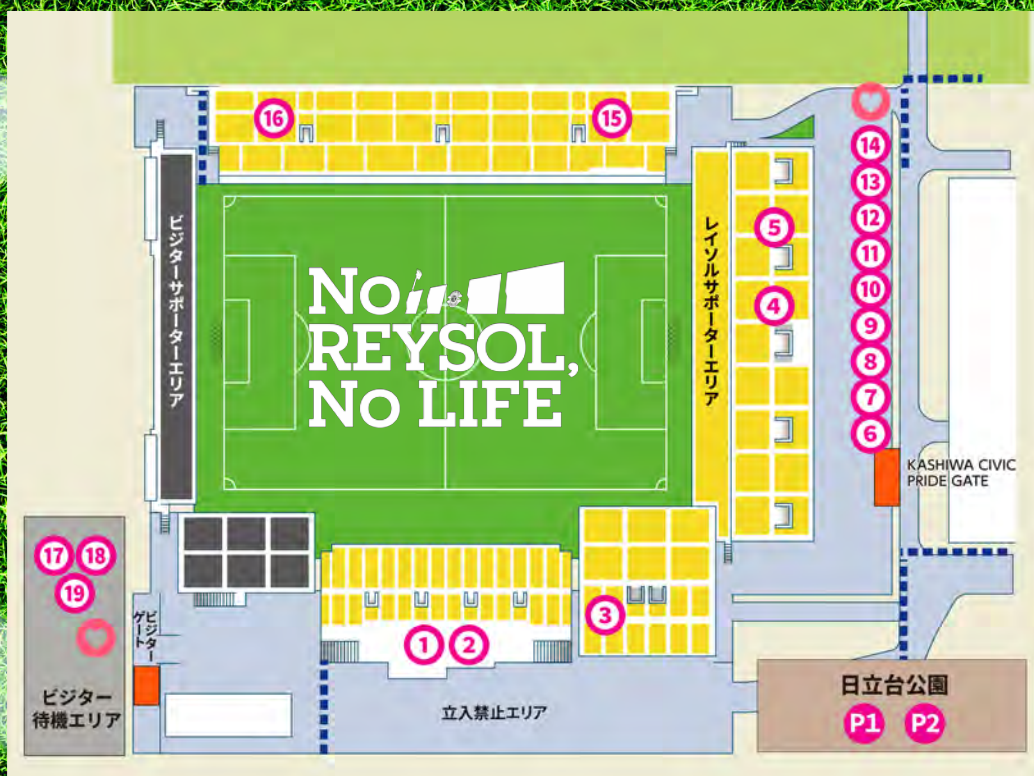 16
15
14
13
12
11
10
9
8
7
6
5
4
ビジターサポーターエリア
レイソルサポーターエリア
No
REYSOL,
No LIFE
KASHIWA CIVIC
PRIDE GATE
17 18
19
ビジター
ゲート
ビジター
待機エリア
1 2
3
立入禁止エリア
日立台公園
P1 P2